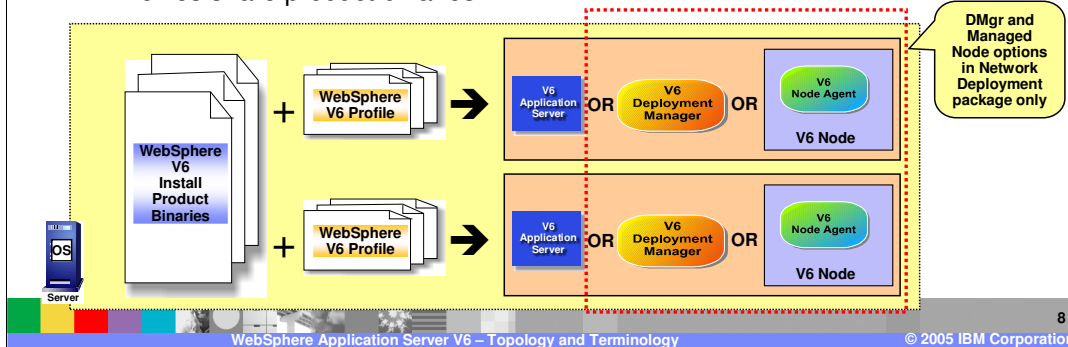 DMgr and
Managed
Node options
in Network
Deployment
package only
WebSphere
V6
Install
Product
Binaries
+
WebSphere
V6 Profile
V6
Application
Server
OR
V6
Deployment
Manager
OR
V6
Node Agent
V6 Node
+
WebSphere
V6 Profile
V6
Application
Server
OR
V6
Deployment
Manager
OR
V6
Node Agent
V6 Node
OS
Server
8
WebSphere Application Server V6 – Topology and Terminology
© 2005 IBM Corporation